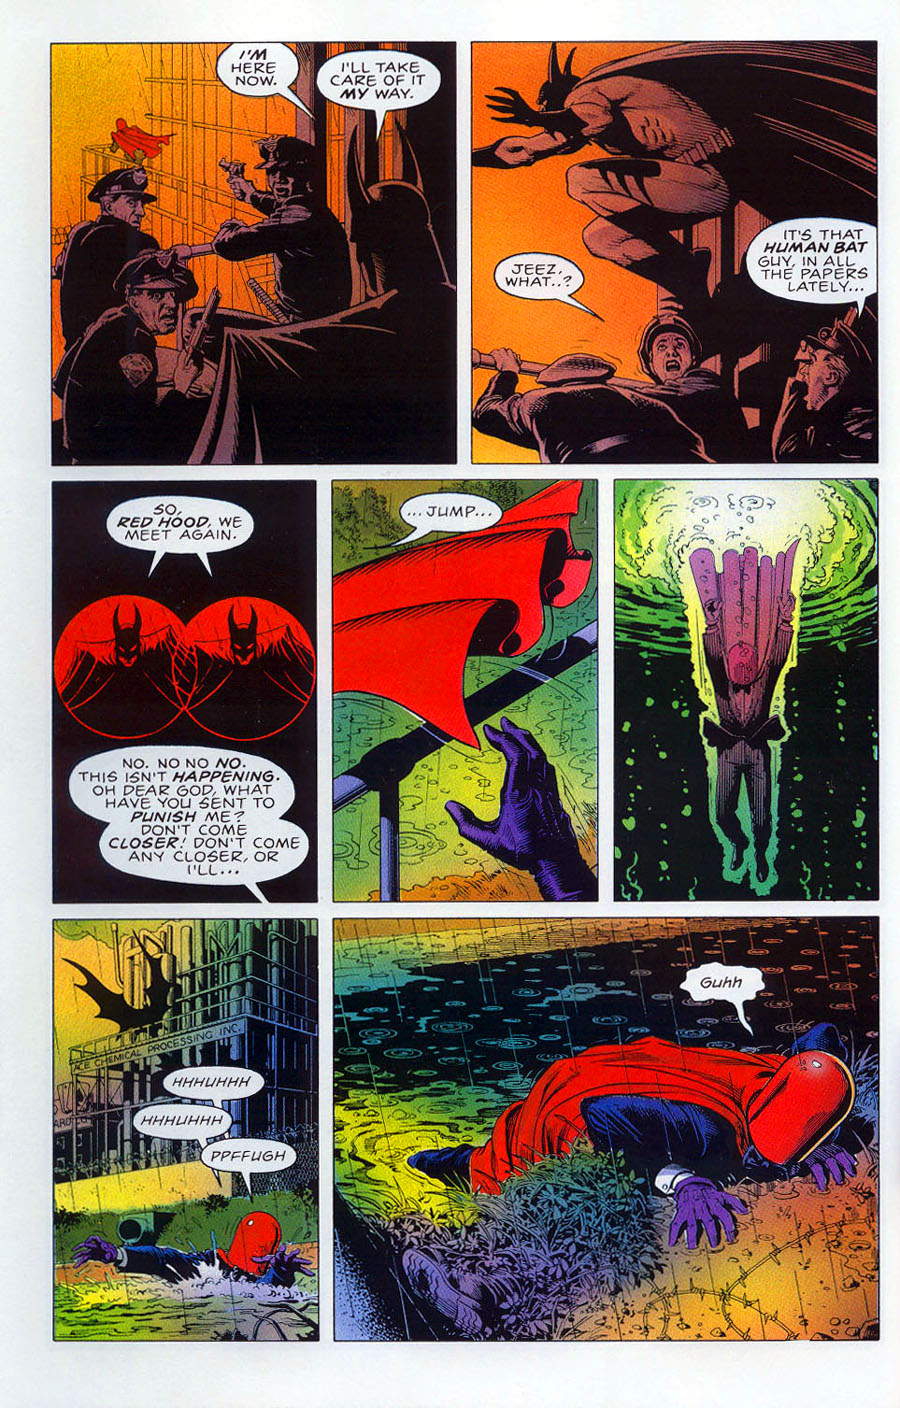 I'M
HERE
NOW.
I'LL TAKE
CARE OF IT
MY WAY.
JEEZ,
WHAT..?
IT'S THAT
HUMAN BAT
GUY, IN ALL
THE PAPERS
LATELY...
SO,
RED HOOD, WE
MEET AGAIN.
NO. NO NO NO.
THIS ISN'T HAPPENING.
OH DEAR GOD, WHAT
HAVE YOU SENT TO
PUNISH ME?
DON'T COME
CLOSER! DON'T COME
ANY CLOSER, OR
I'LL...
...JUMP...
ACE CHEMICAL PROCESSING INC.
HHHUHHH
HHHUHHH
PPFFUGH
GUHH